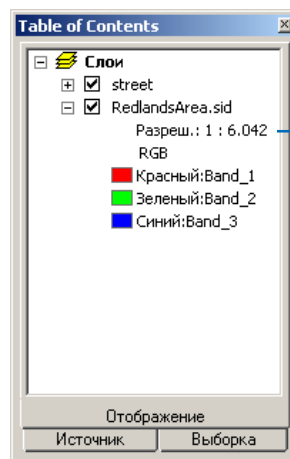 Table of Contents
Слои
street
RedlandsArea.sid
Разреш.: 1 : 6.042
RGB
Красный:Band_1
Зеленый:Band_2
Синий:Band_3
Отображение
Источник Выборка